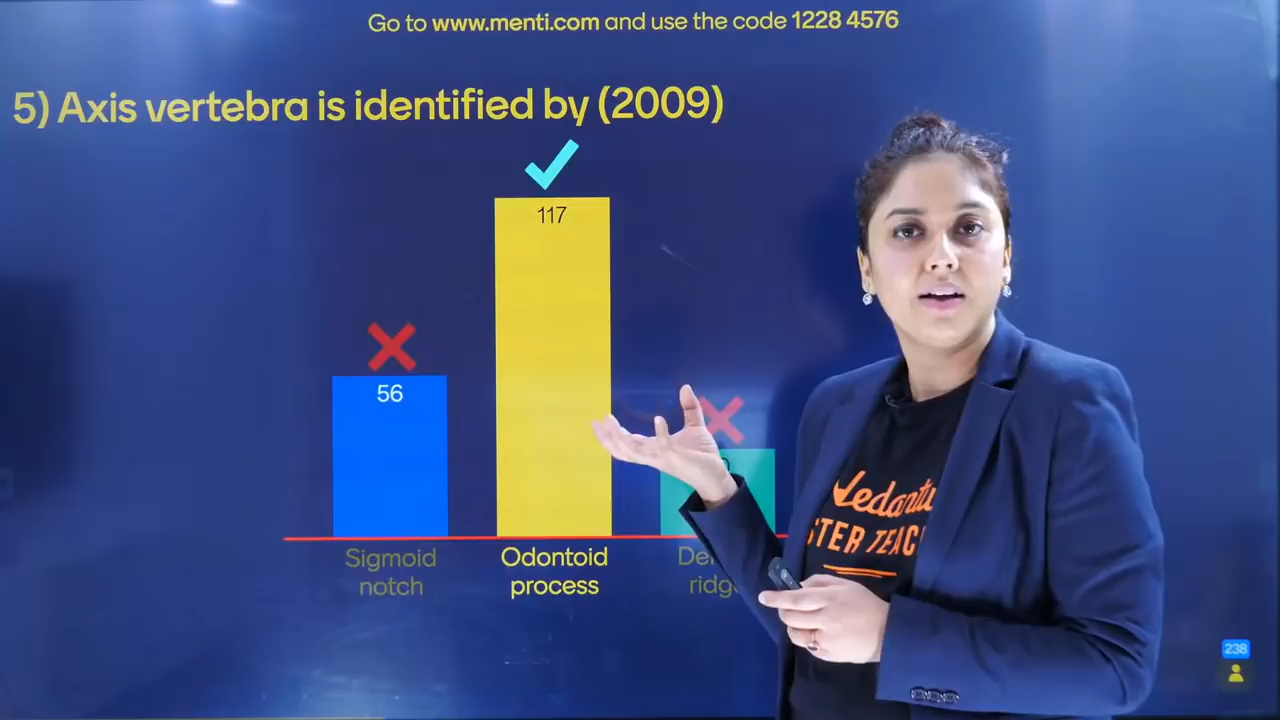 Go to www.menti.com and use the code 1228 4576
5) Axis vertebra is identified by (2009)
117
56
Sigmoid
notch
Odontoid
process
Vedantu
238